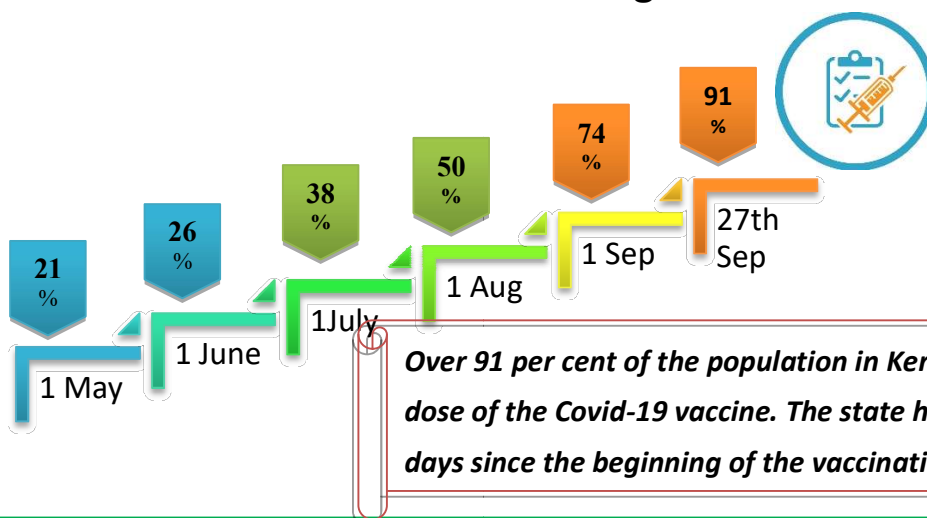 91
%
74
%
50
%
38
%
26
%
21
%
27th
Sep
1 Sep
1 Aug
1July
1 June
1 May
Over 91 per cent of the population in
dose of the Covid-19 vaccine. The state
days since the beginning of the